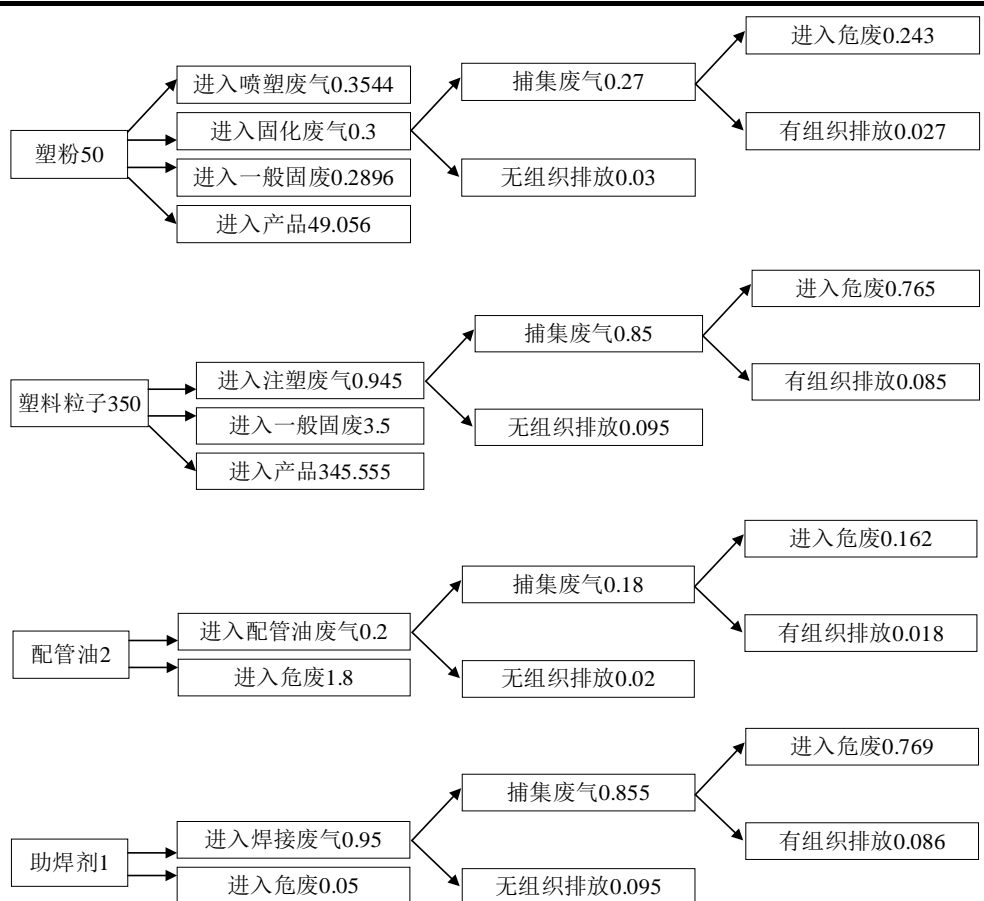 塑粉50
进入喷塑废气0.3544
进入固化废气0.3
进入一般固废0.2896
进入产品49.056
捕集废气0.27
无组织排放0.03
进入危废0.243
有组织排放0.027
塑料粒子350
进入注塑废气0.945
进入一般固废3.5
进入产品345.555
捕集废气0.85
无组织排放0.095
进入危废0.765
有组织排放0.085
配管油2
进入配管油废气0.2
进入危废1.8
捕集废气0.18
无组织排放0.02
进入危废0.162
有组织排放0.018
助焊剂1
进入焊接废气0.95
进入危废0.05
捕集废气0.855
无组织排放0.095
进入危废0.769
有组织排放0.086